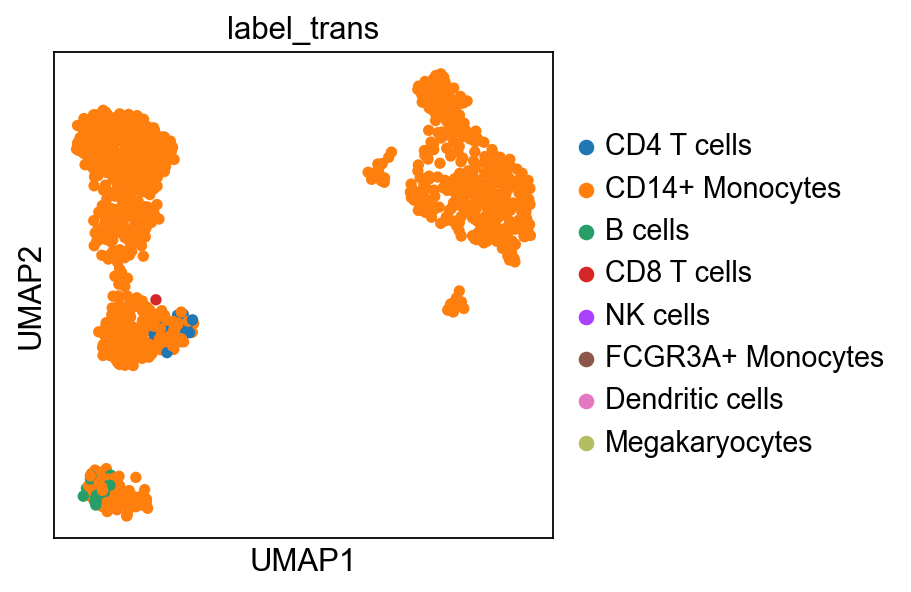 label_trans
UMAP2
UMAP1
CD4 T cells
CD14+ Monocytes
B cells
CD8 T cells
NK cells
FCGR3A+ Monocytes
Dendritic cells
Megakaryocytes